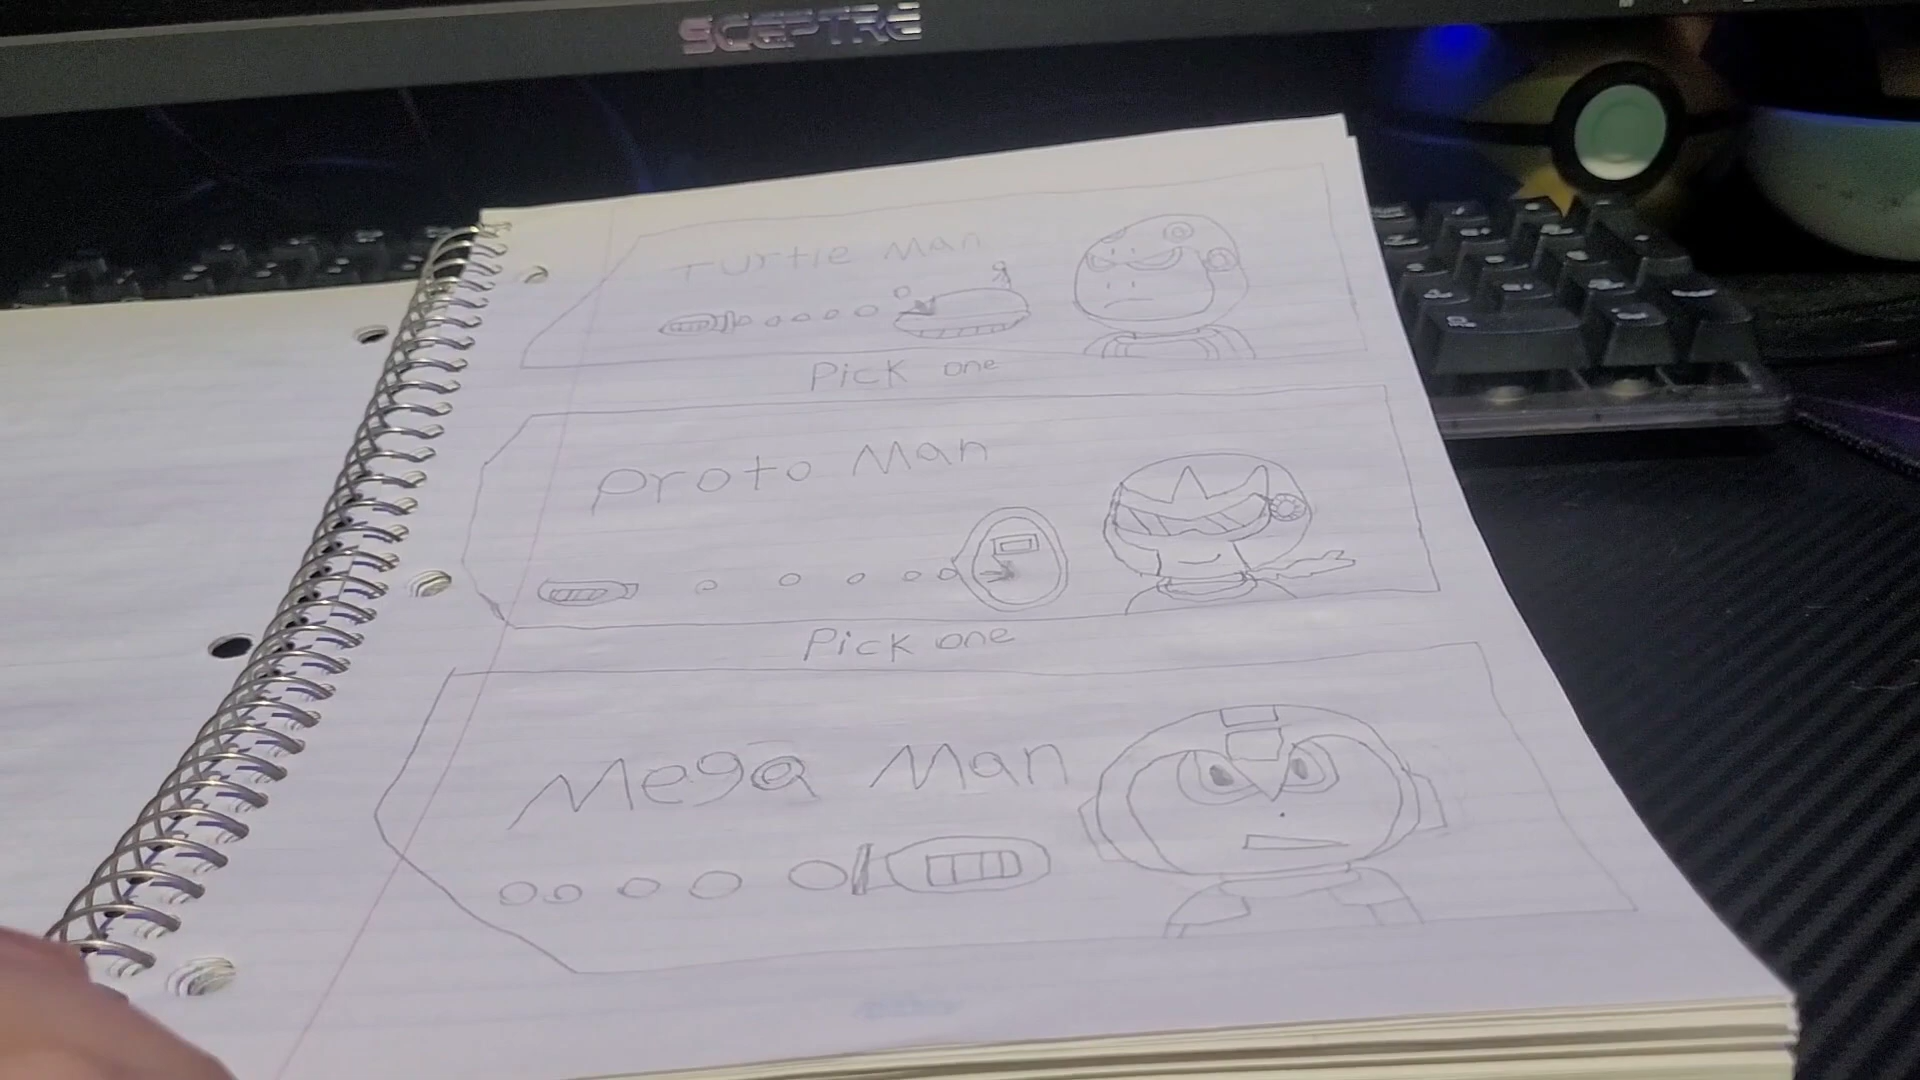 SCEPTRE
Turtle Man
Pick one
Proto Man
Pick one
Mega Man